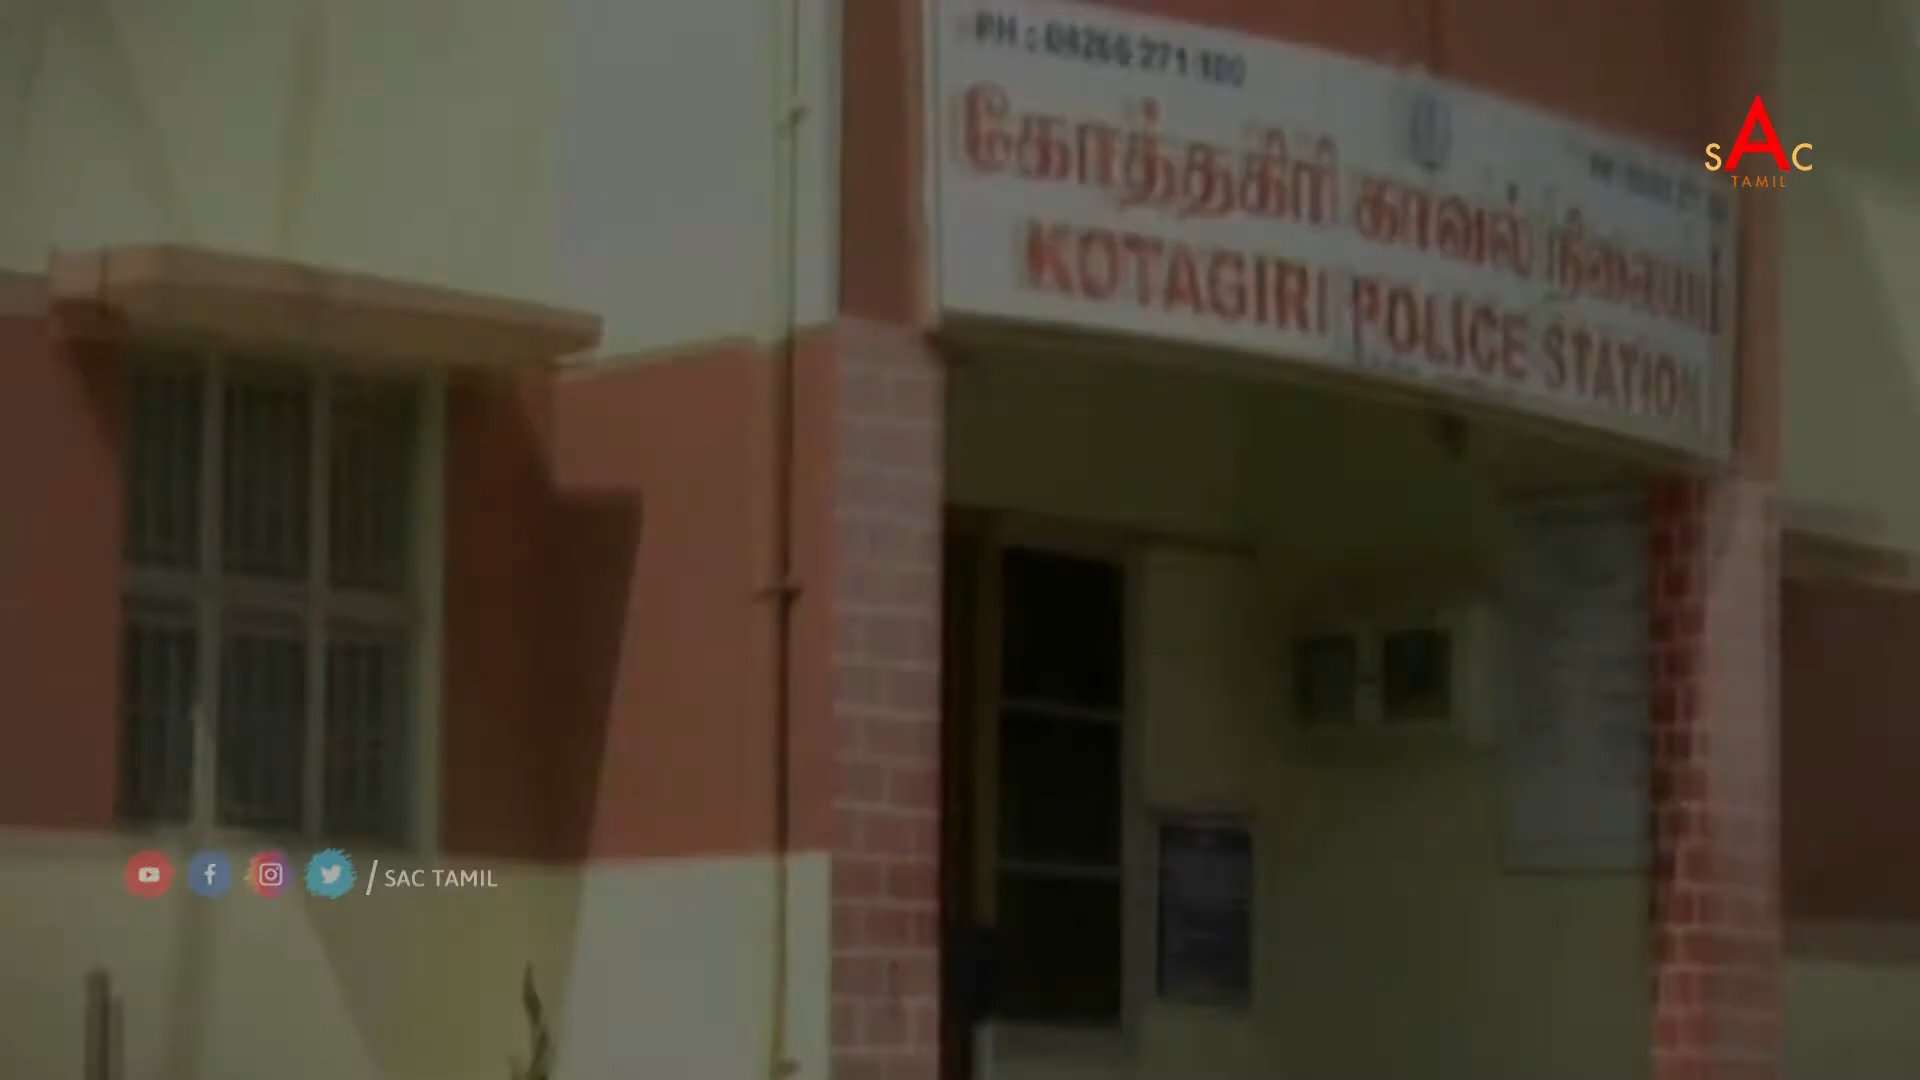 PH : 04266 271 100
கோத்தகிரி காவல் நிலையம்
KOTAGIRI POLICE STATION
SAC
TAMIL
/ SAC TAMIL